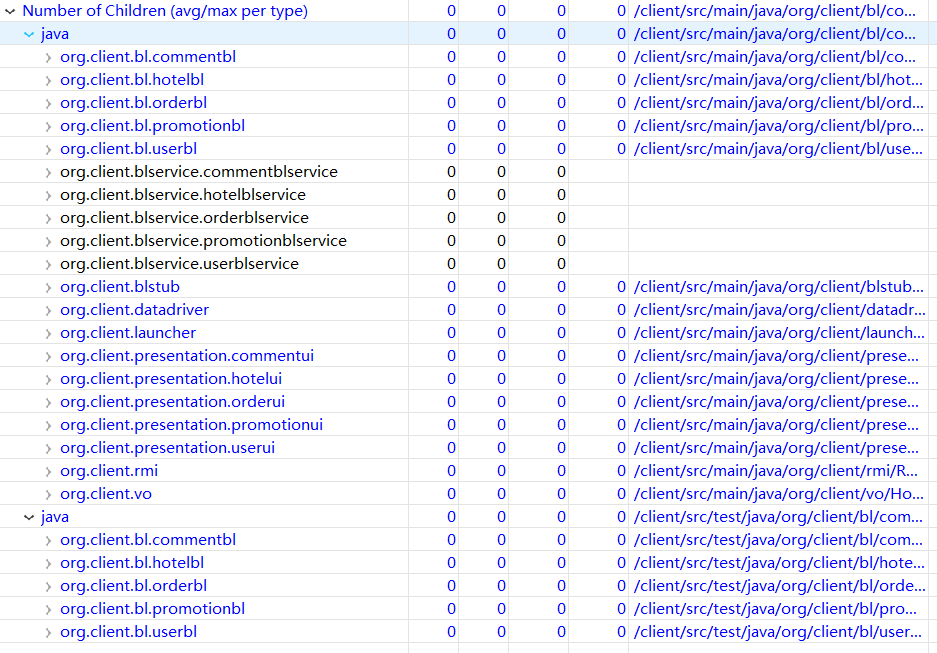 Number of Children (avg/max per type) 0 0 0 0 /client/src/main/java/org/client/bl/co...
java 0 0 0 0 /client/src/main/java/org/client/bl/co...
org.client.bl.commentbl 0 0 0 0 /client/src/main/java/org/client/bl/co...
org.client.bl.hotelbl 0 0 0 0 /client/src/main/java/org/client/bl/hot...
org.client.bl.orderbl 0 0 0 0 /client/src/main/java/org/client/bl/ord...
org.client.bl.promotionbl 0 0 0 0 /client/src/main/java/org/client/bl/pro...
org.client.bl.userbl 0 0 0 0 /client/src/main/java/org/client/bl/use...
org.client.blservice.commentblservice 0 0 0
org.client.blservice.hotelblservice 0 0 0
org.client.blservice.orderblservice 0 0 0
org.client.blservice.promotionblservice 0 0 0
org.client.blservice.userblservice 0 0 0
org.client.blstub 0 0 0 0 /client/src/main/java/org/client/blstub...
org.client.datadriver 0 0 0 0 /client/src/main/java/org/client/datadr...
org.client.launcher 0 0 0 0 /client/src/main/java/org/client/launch...
org.client.presentation.commentui 0 0 0 0 /client/src/main/java/org/client/prese...
org.client.presentation.hotelui 0 0 0 0 /client/src/main/java/org/client/prese...
org.client.presentation.orderui 0 0 0 0 /client/src/main/java/org/client/prese...
org.client.presentation.promotionui 0 0 0 0 /client/src/main/java/org/client/prese...
org.client.presentation.userui 0 0 0 0 /client/src/main/java/org/client/prese...
org.client.rmi 0 0 0 0 /client/src/main/java/org/client/rmi/R...
org.client.vo 0 0 0 0 /client/src/main/java/org/client/vo/Ho...
java 0 0 0 0 /client/src/test/java/org/client/bl/com...
org.client.bl.commentbl 0 0 0 0 /client/src/test/java/org/client/bl/com...
org.client.bl.hotelbl 0 0 0 0 /client/src/test/java/org/client/bl/hote...
org.client.bl.orderbl 0 0 0 0 /client/src/test/java/org/client/bl/orde...
org.client.bl.promotionbl 0 0 0 0 /client/src/test/java/org/client/bl/pro...
org.client.bl.userbl 0 0 0 0 /client/src/test/java/org/client/bl/user...